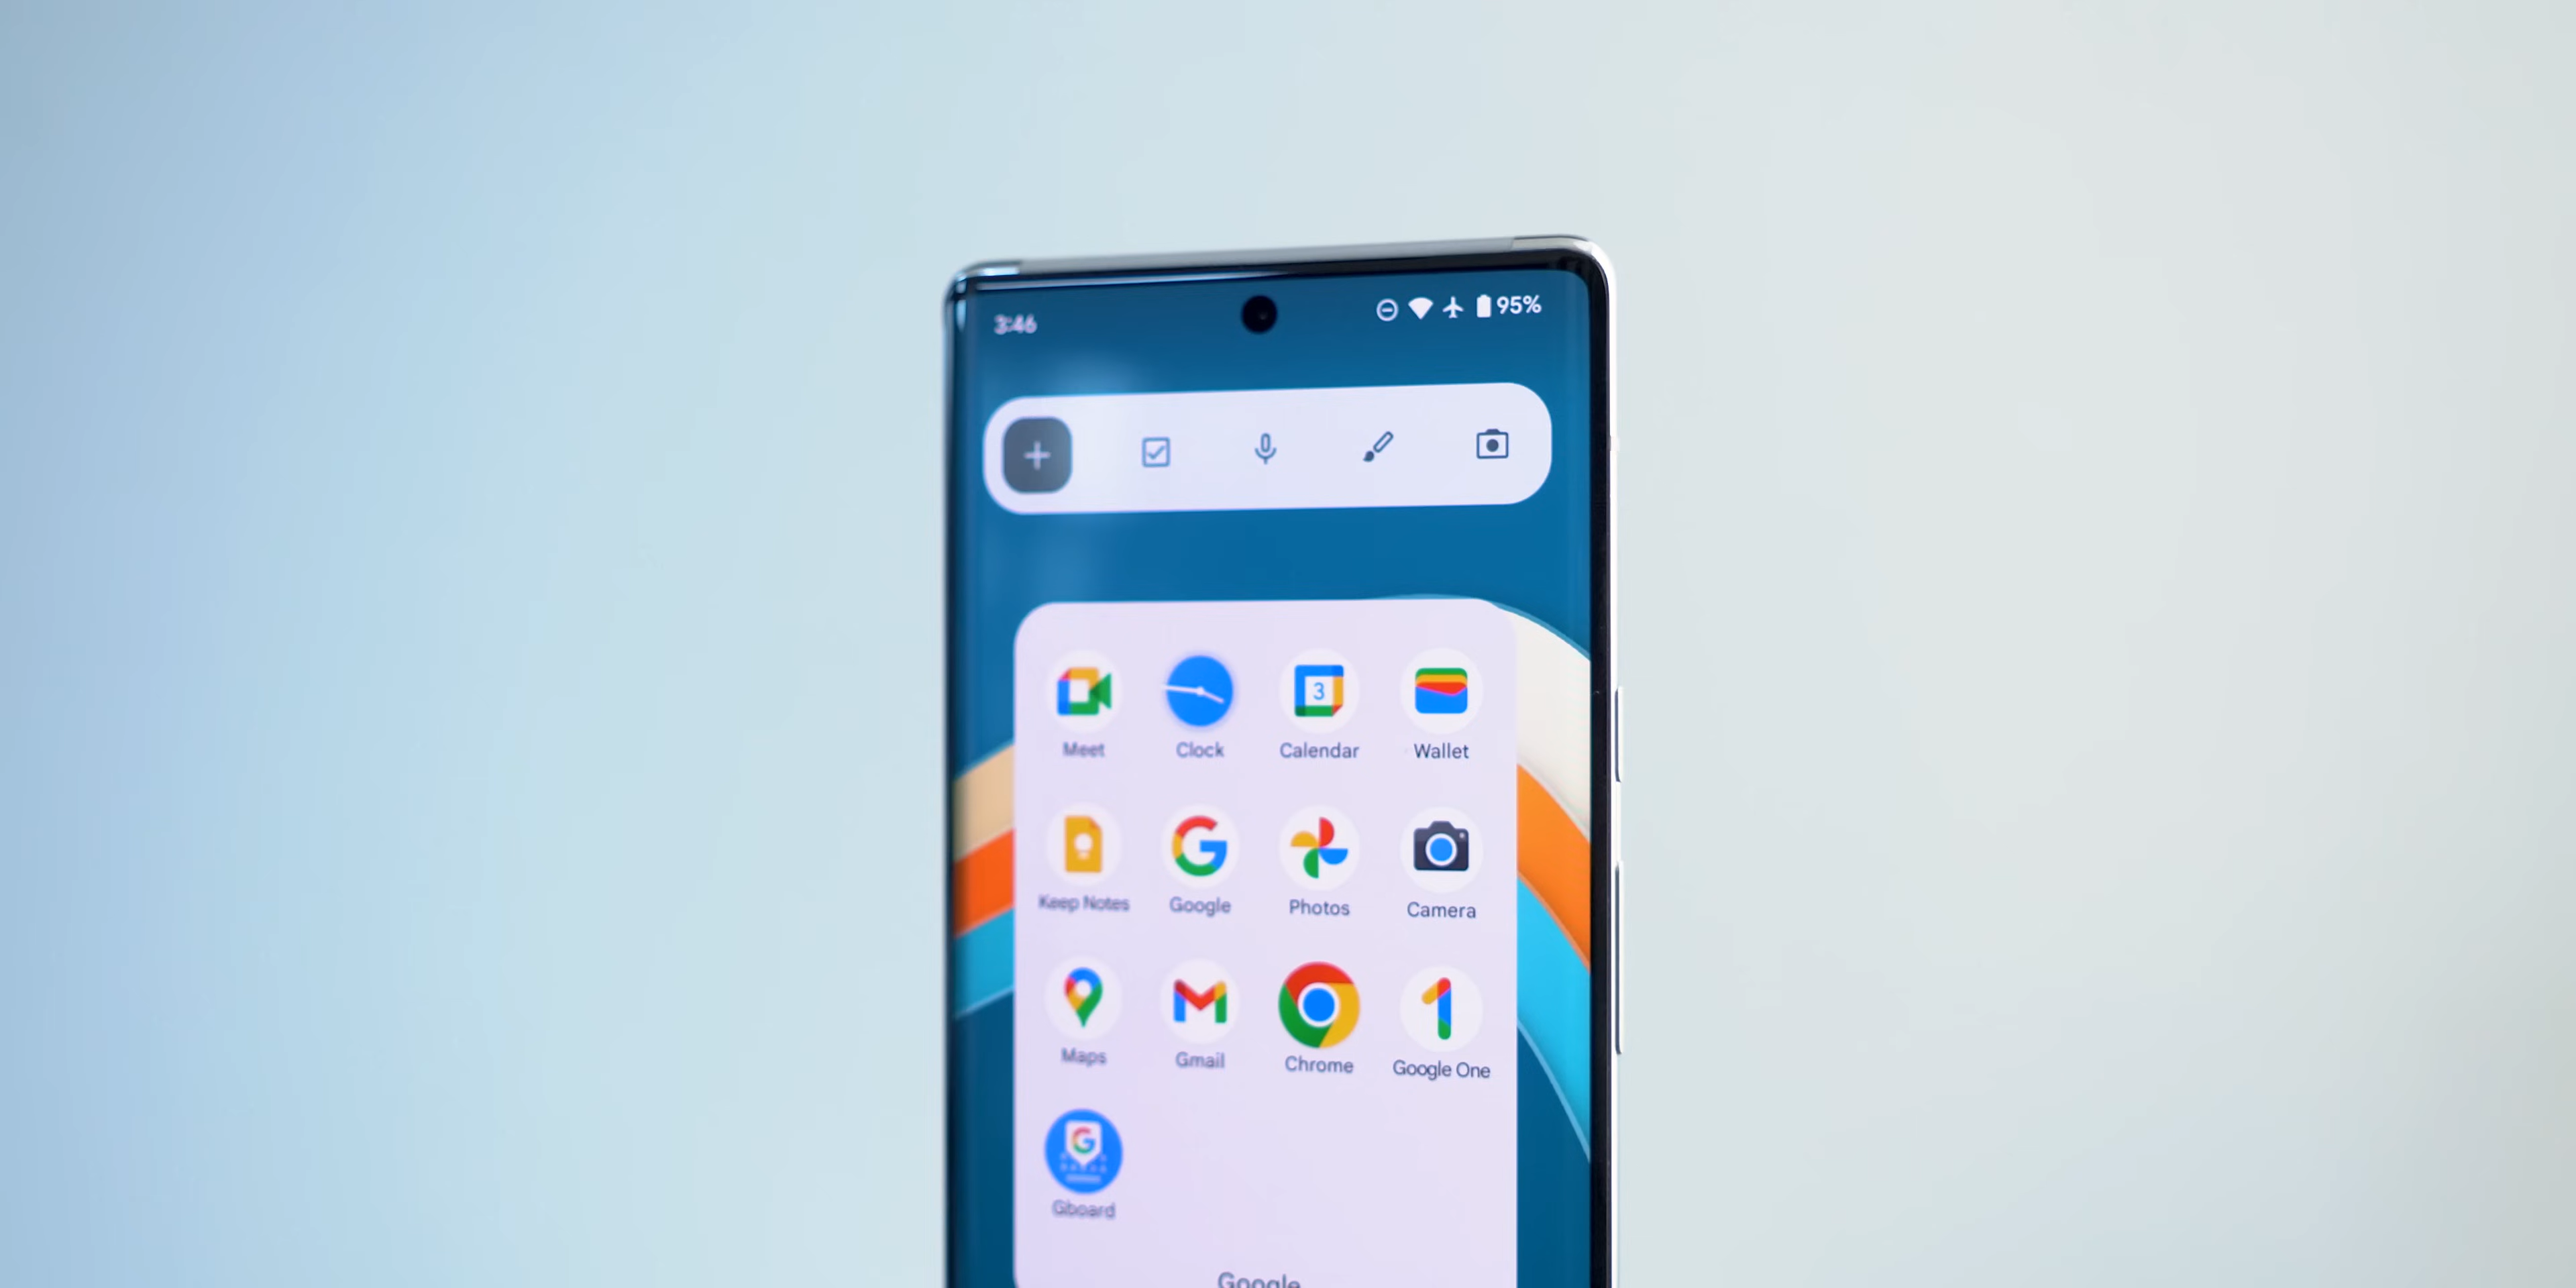 3:46 95%
3
Meet Clock Calendar Wallet
Keep Notes Google Photos Camera
Maps Gmail Chrome Google One
Gboard
Google